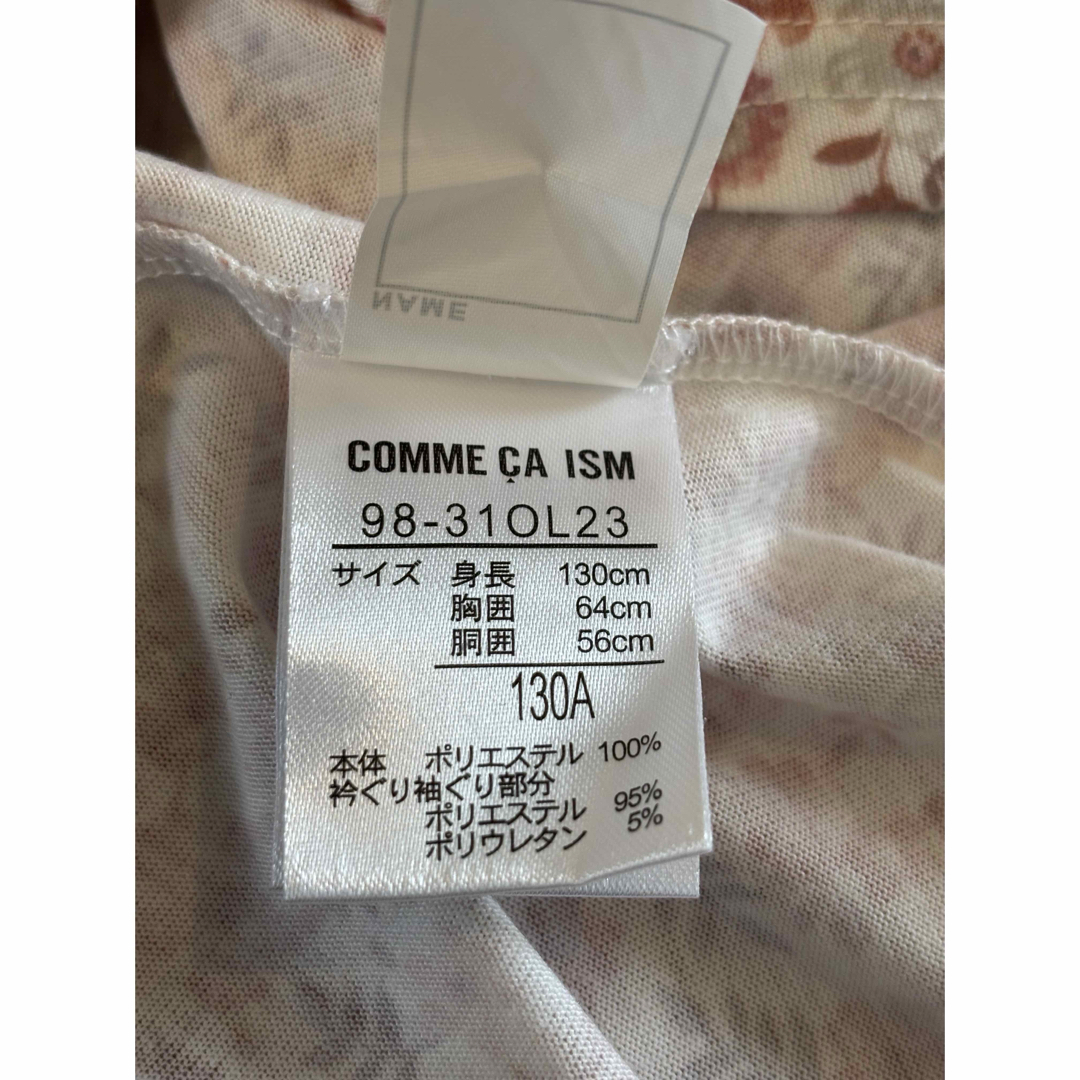 NAME
COMME ÇA ISM
98-31OL23
サイズ 身長 130cm
胸囲 64cm
胴囲 56cm
130A
本体 ポリエステル 100%
衿ぐり袖ぐり部分
ポリエステル 95%
ポリウレタン 5%